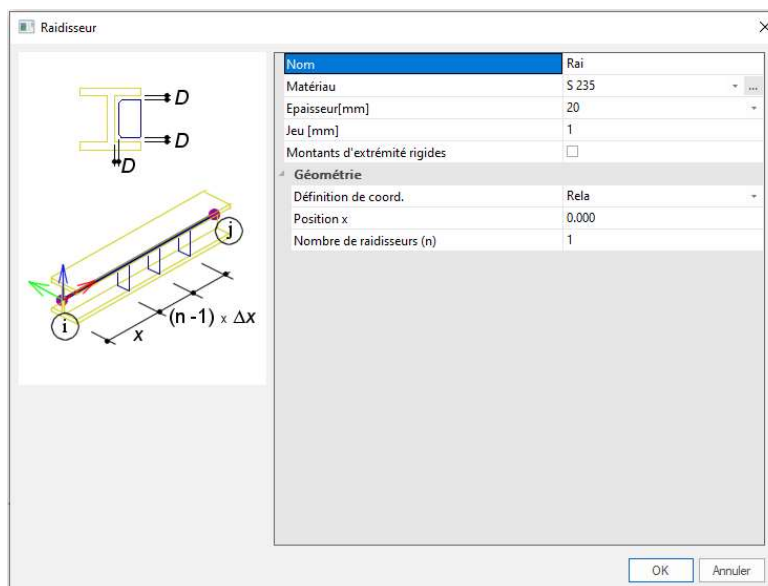 Raidisseur
D
D
D
i
j
x
(n -1) x Δx
Nom Rai
Matériau S 235 ...
Epaisseur[mm] 20
Jeu [mm] 1
Montants d'extrémité rigides
Géométrie
Définition de coord. Rela
Position x 0.000
Nombre de raidisseurs (n) 1
OK Annuler